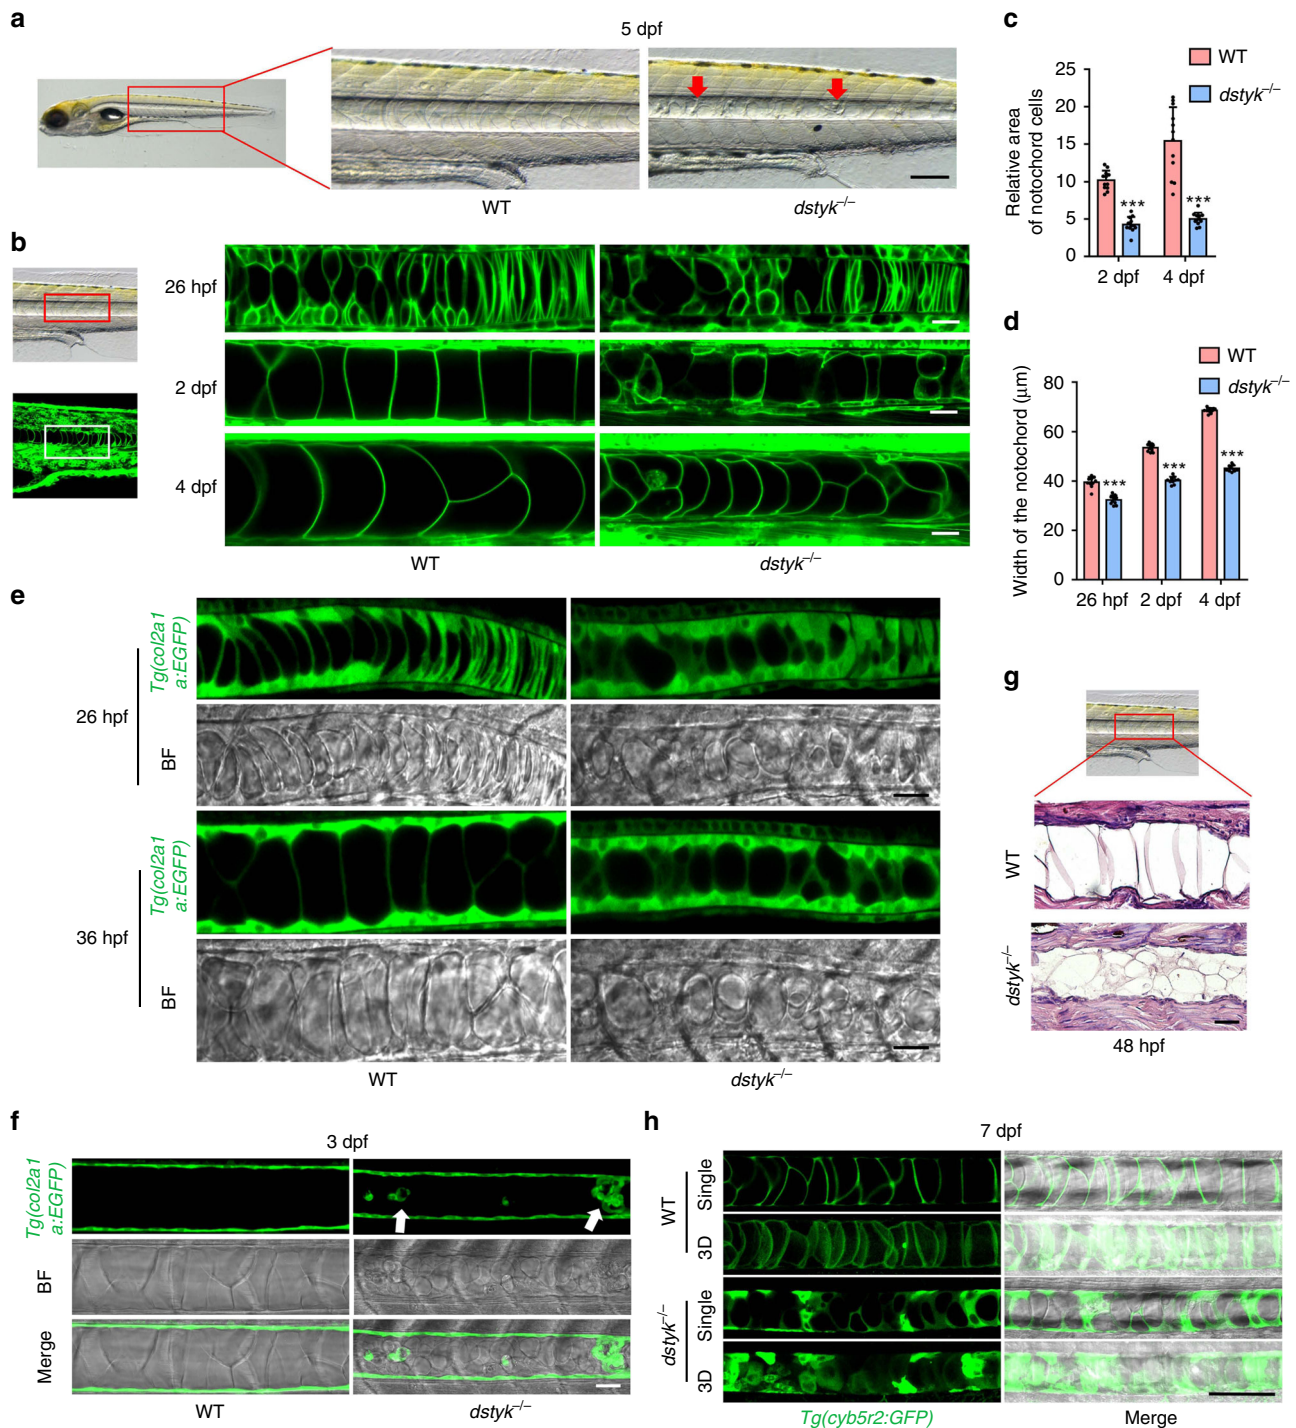 a
5 dpf
WT
dstyk–/–
b
26 hpf
2 dpf
4 dpf
WT
dstyk–/–
c
WT
dstyk–/–
Relative area
of notochord cells
25
20
15
10
5
0
***
***
2 dpf
4 dpf
d
WT
dstyk–/–
Width of the notochord (μm)
80
60
40
20
0
***
***
***
26 hpf
2 dpf
4 dpf
e
26 hpf
Tg(col2a1
a:EGFP)
BF
36 hpf
Tg(col2a1
a:EGFP)
BF
WT
dstyk–/–
g
WT
dstyk–/–
48 hpf
f
3 dpf
Tg(col2a1
a:EGFP)
BF
Merge
WT
dstyk–/–
h
7 dpf
WT
Single
3D
dstyk–/–
Single
3D
Tg(cyb5r2:GFP)
Merge